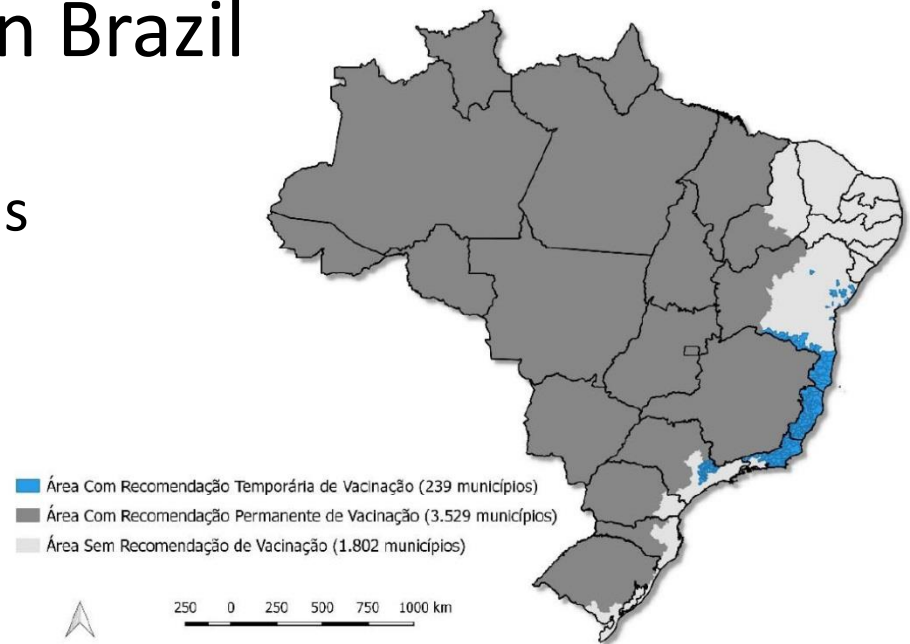 n Brazil
s
Área Com Recomendação Temporária de Vacinação (239 municípios)
Área Com Recomendação Permanente de Vacinação (3.529 municípios)
Área Sem Recomendação de Vacinação (1.802 municípios)
250 0 250 500 750 1000 km